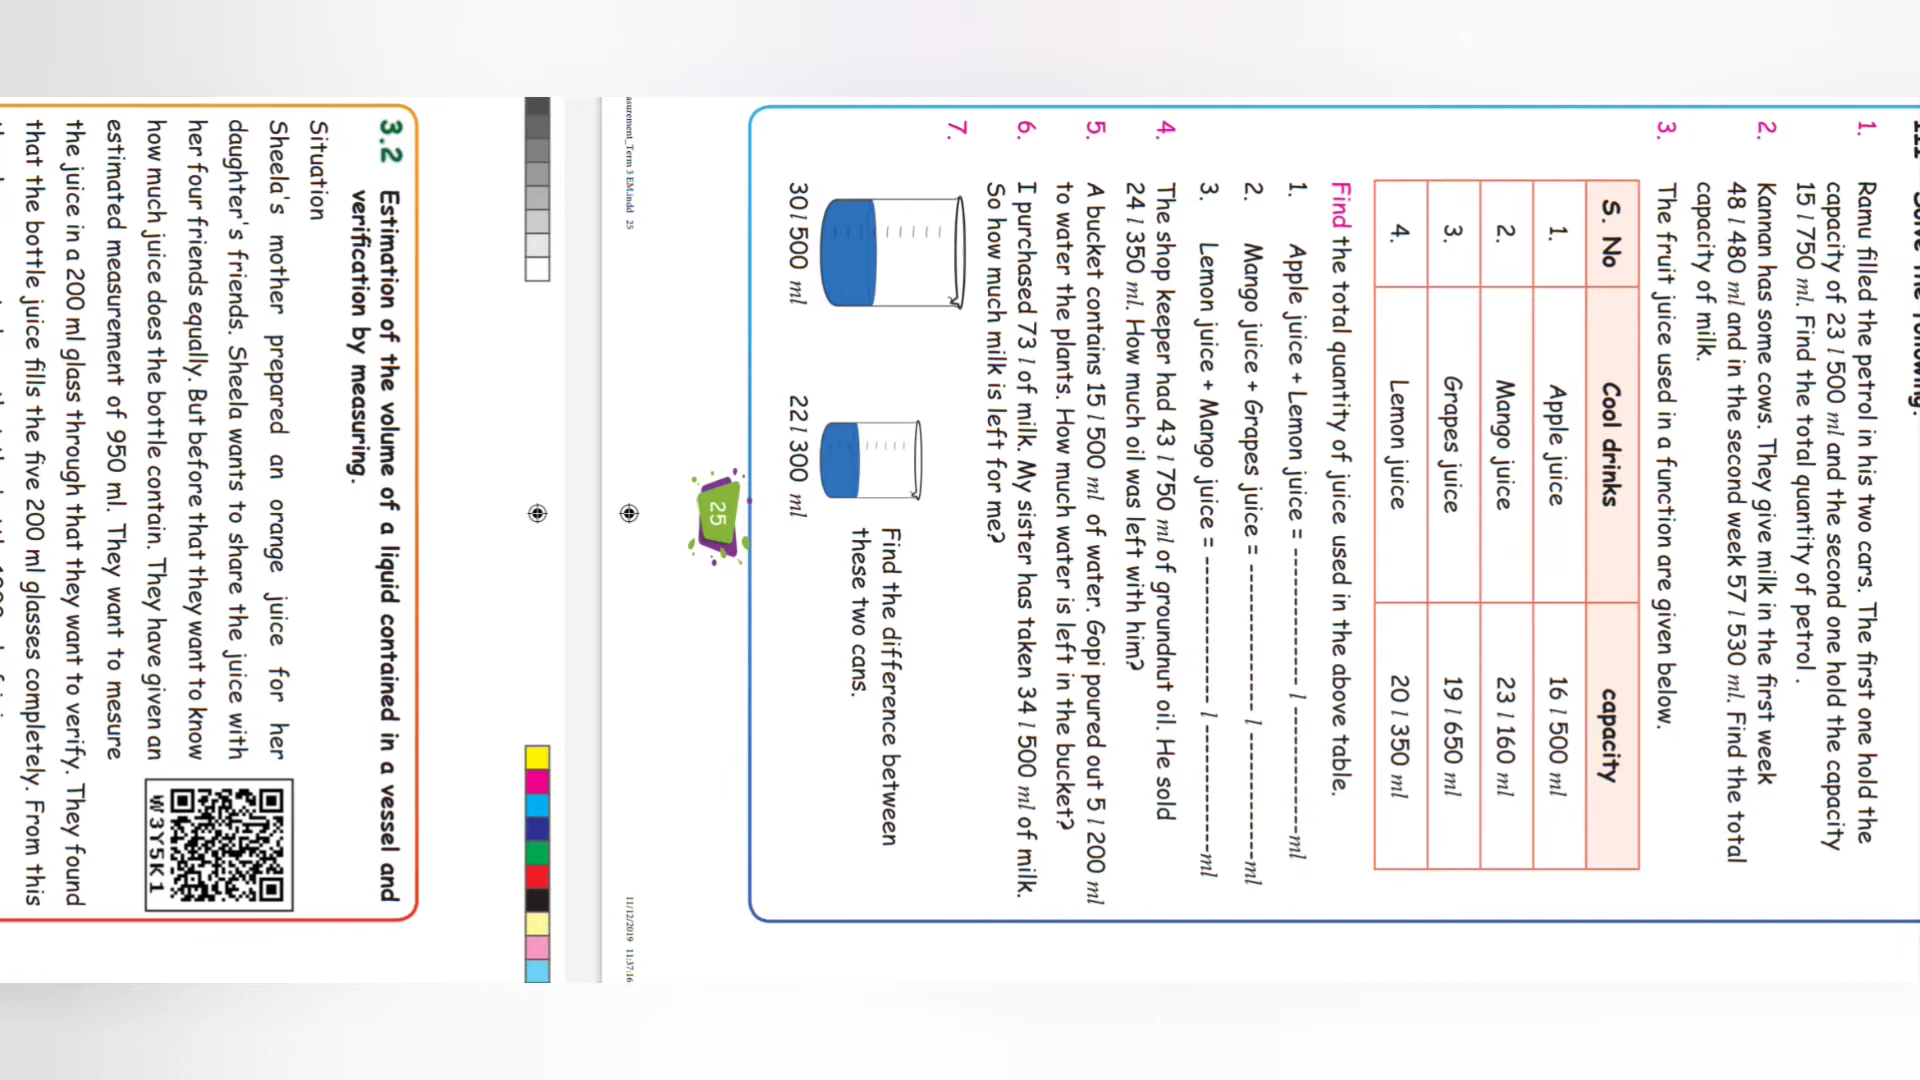 Solve the following.
1. Ramu filled the petrol in his two cars. The first one hold the
capacity of 23 l 500 ml and the second one hold the capacity
15 l 750 ml. Find the total quantity of petrol .
2. Kannan has some cows. They give milk in the first week
48 l 480 ml and in the second week 57 l 530 ml. Find the total
capacity of milk.
3. The fruit juice used in a function are given below.
S. No Cool drinks capacity
1. Apple juice 16 l 500 ml
2. Mango juice 23 l 160 ml
3. Grapes juice 19 l 650 ml
4. Lemon juice 20 l 350 ml
Find the total quantity of juice used in the above table.
1. Apple juice + Lemon juice = -------------- l --------------ml
2. Mango juice + Grapes juice = -------------- l --------------ml
3. Lemon juice + Mango juice = -------------- l --------------ml
4. The shop keeper had 43 l 750 ml of groundnut oil. He sold
24 l 350 ml. How much oil was left with him?
5. A bucket contains 15 l 500 ml of water. Gopi poured out 5 l 200 ml
to water the plants. How much water is left in the bucket?
6. I purchased 73 l of milk. My sister has taken 34 l 500 ml of milk.
So how much milk is left for me?
7.
Find the difference between
these two cans.
30 l 500 ml 22 l 300 ml
25
asurement_Term 3 EM.indd 25 11/12/2019 11:37:16
3.2 Estimation of the volume of a liquid contained in a vessel and
verification by measuring.
Situation
Sheela's mother prepared an orange juice for her
daughter's friends. Sheela wants to share the juice with
her four friends equally. But before that they want to know
how much juice does the bottle contain. They have given an
estimated measurement of 950 ml. They want to mesure
the juice in a 200 ml glass through that they want to verify. They found
that the bottle juice fills the five 200 ml glasses completely. From this
W3Y5K1